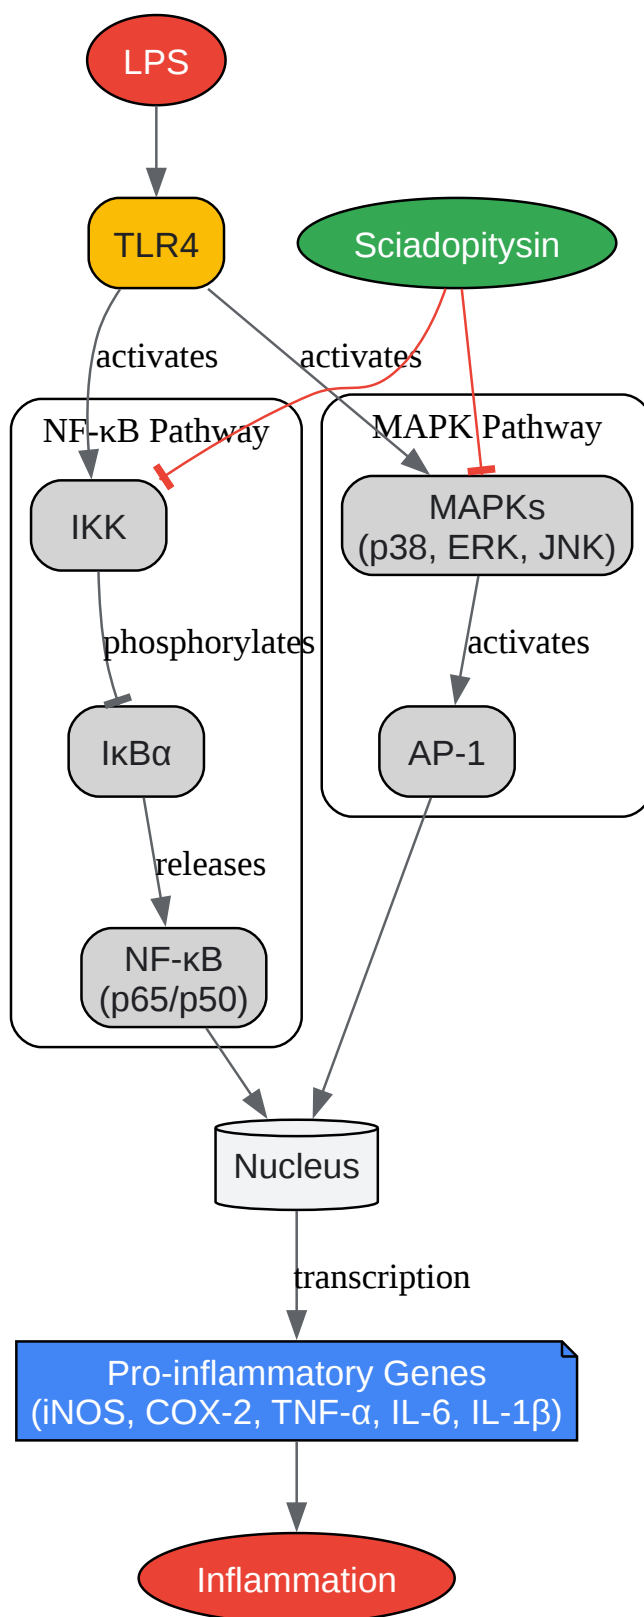 LPS
TLR4
Sciadopitysin
activates
activates
NF-κB Pathway
MAPK Pathway
IKK
MAPKs
(p38, ERK, JNK)
phosphorylates
activates
IκBα
AP-1
releases
NF-κB
(p65/p50)
Nucleus
transcription
Pro-inflammatory Genes
(iNOS, COX-2, TNF-α, IL-6, IL-1β)
Inflammation